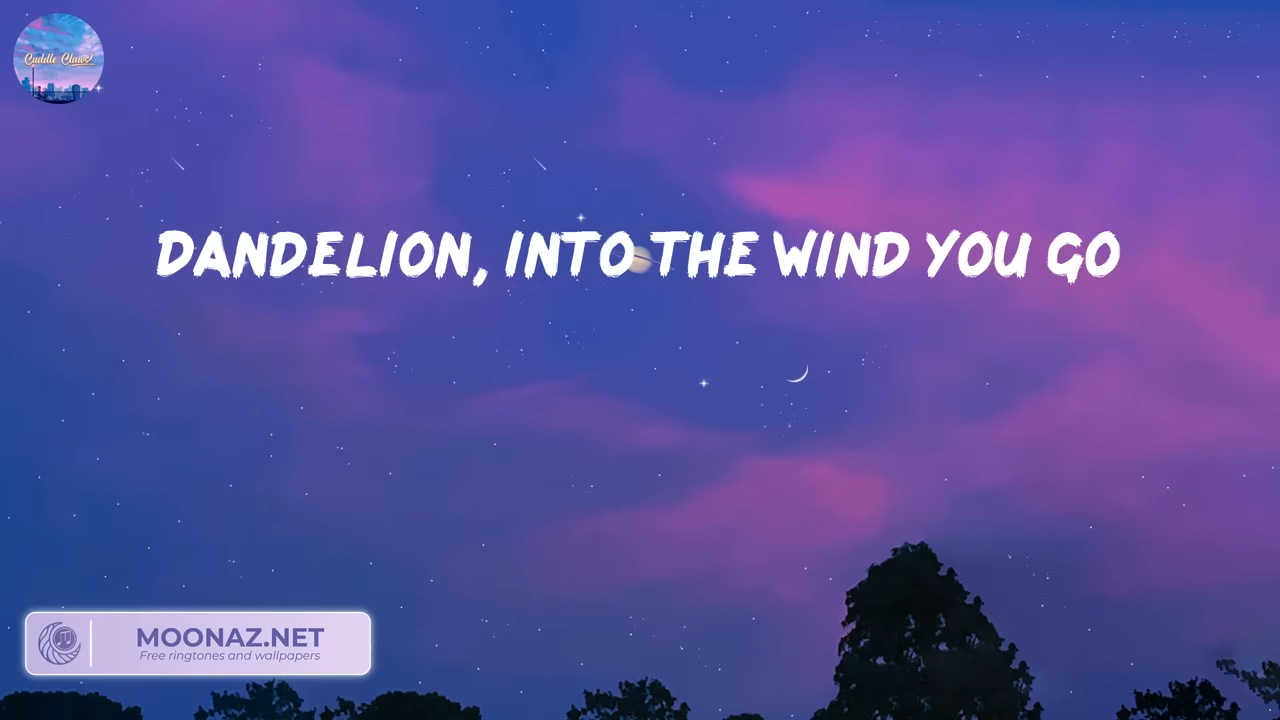 Cuddle Clouds
DANDELION, INTO THE WIND YOU GO
MOONAZ.NET
Free ringtones and wallpapers